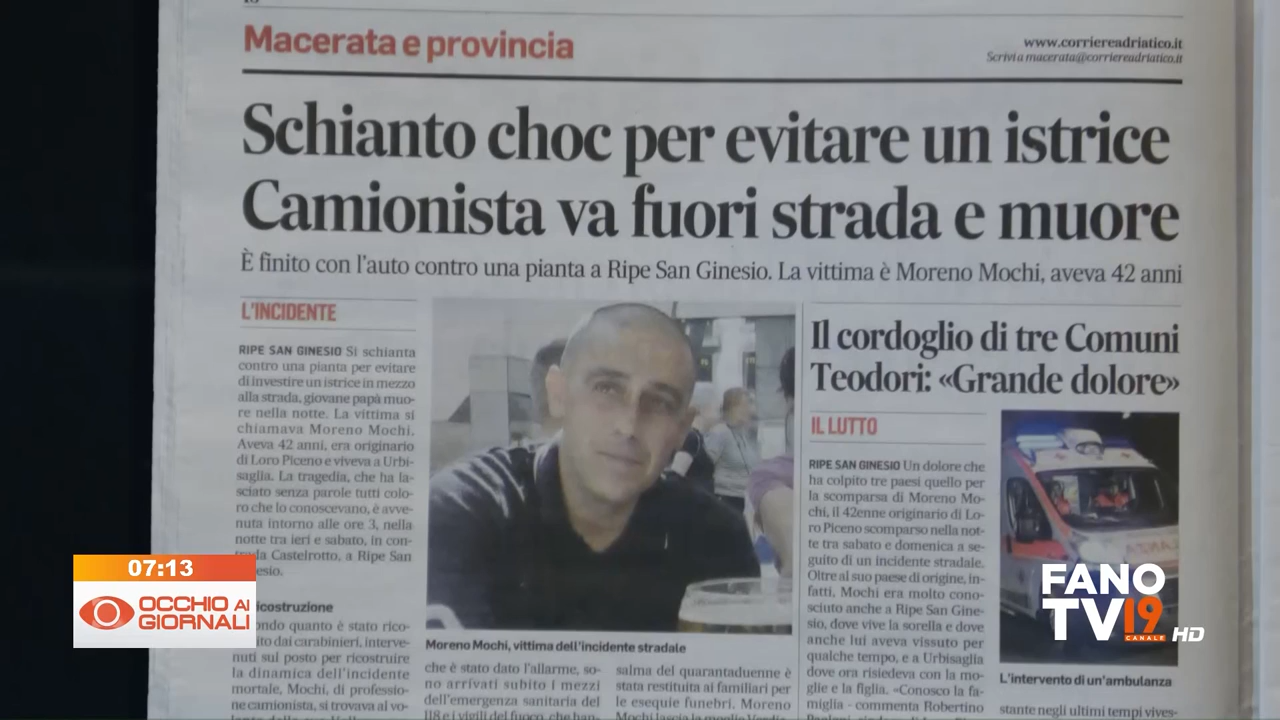 Macerata e provincia
www.corriereadriatico.it
Scrivi a macerata@corriereadriatico.it
Schianto choc per evitare un istrice
Camionista va fuori strada e muore
È finito con l'auto contro una pianta a Ripe San Ginesio. La vittima è Moreno Mochi, aveva 42 anni
L'INCIDENTE
RIPE SAN GINESIO Si schianta
contro una pianta per evitare
di investire un istrice in mezzo
alla strada, giovane papà muo-
re nella notte. La vittima si
chiamava Moreno Mochi.
Aveva 42 anni, era originario
di Loro Piceno e viveva a Urbi-
saglia. La tragedia, che ha la-
sciato senza parole tutti colo-
ro che lo conoscevano, è avve-
nuta intorno alle ore 3, nella
notte tra ieri e sabato, in con-
Castelrotto, a Ripe San
costruzione
quanto è stato rico-
dai carabinieri, interve-
nuti sul posto per ricostruire
la dinamica dell'incidente
mortale, Mochi, di professio-
ne camionista, si trovava al vo-
Moreno Mochi, vittima dell'incidente stradale
che è stato dato l'allarme, so-
no arrivati subito i mezzi
dell'emergenza sanitaria del
118 e i vigili del fuoco, che han-
salma del quarantaduenne è
stata restituita ai familiari per
le esequie funebri. Moreno
Mochi lascia la moglie
Il cordoglio di tre Comuni
Teodori: «Grande dolore»
IL LUTTO
RIPE SAN GINESIO Un dolore che
ha colpito tre paesi quello per
la scomparsa di Moreno Mo-
chi, il 42enne originario di Lo-
ro Piceno scomparso nella not-
te tra sabato e domenica a se-
guito di un incidente stradale.
Oltre al suo paese di origine, in-
fatti, Mochi era molto cono-
sciuto anche a Ripe San Gine-
sio, dove vive la sorella e dove
anche lui aveva vissuto per
qualche tempo, e a Urbisaglia
dove ora risiedeva con la mo-
glie e la figlia. «Conosco la fa-
miglia - commenta Robertino
L'intervento di un'ambulanza
stante negli ultimi tempi vives-
07:13
OCCHIO AI
GIORNALI
FANO
TV19
CANALE
HD